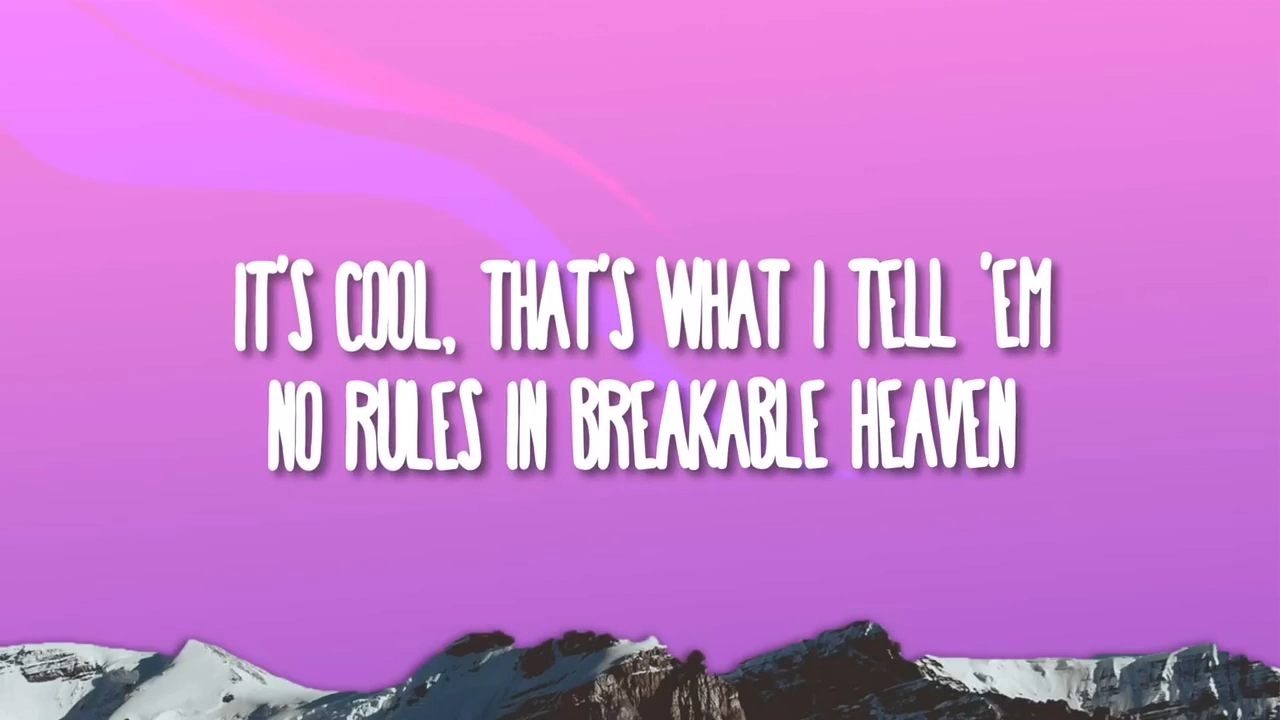 IT'S COOL, THAT'S WHAT I TELL 'EM
NO RULES IN BREAKABLE HEAVEN